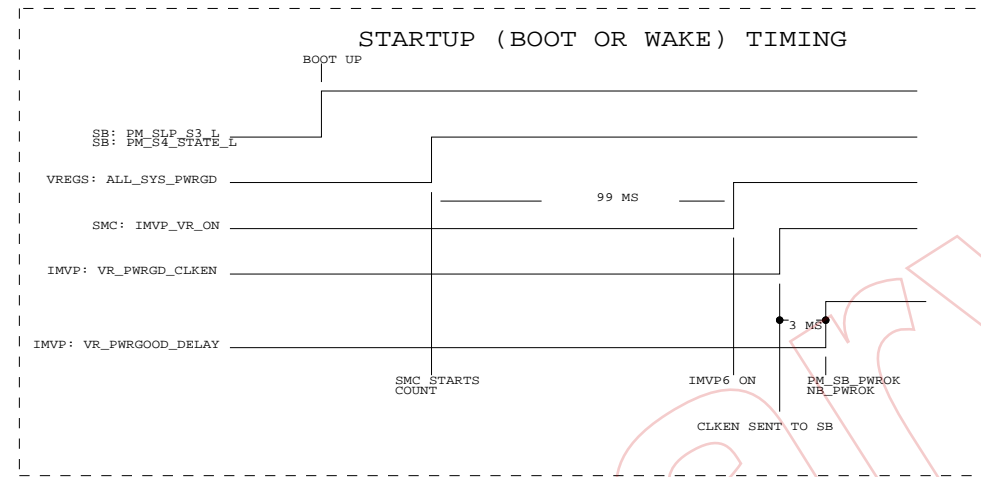 STARTUP (BOOT OR WAKE) TIMING
BOOT UP
SB: PM_SLP_S3_L
SB: PM_S4_STATE_L
VREGS: ALL_SYS_PWRGD
99 MS
SMC: IMVP_VR_ON
IMVP: VR_PWRGD_CLKEN
3 MS
IMVP: VR_PWRGOOD_DELAY
SMC STARTS
COUNT
IMVP6 ON
PM_SB_PWROK
NB_PWROK
CLKEN SENT TO SB